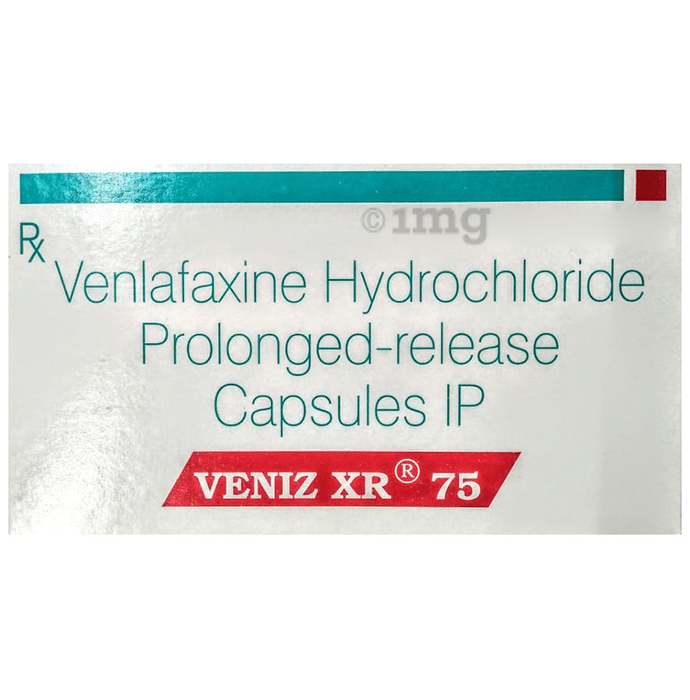 ©1mg
Rx
Venlafaxine Hydrochloride
Prolonged-release
Capsules IP
VENIZ XR® 75